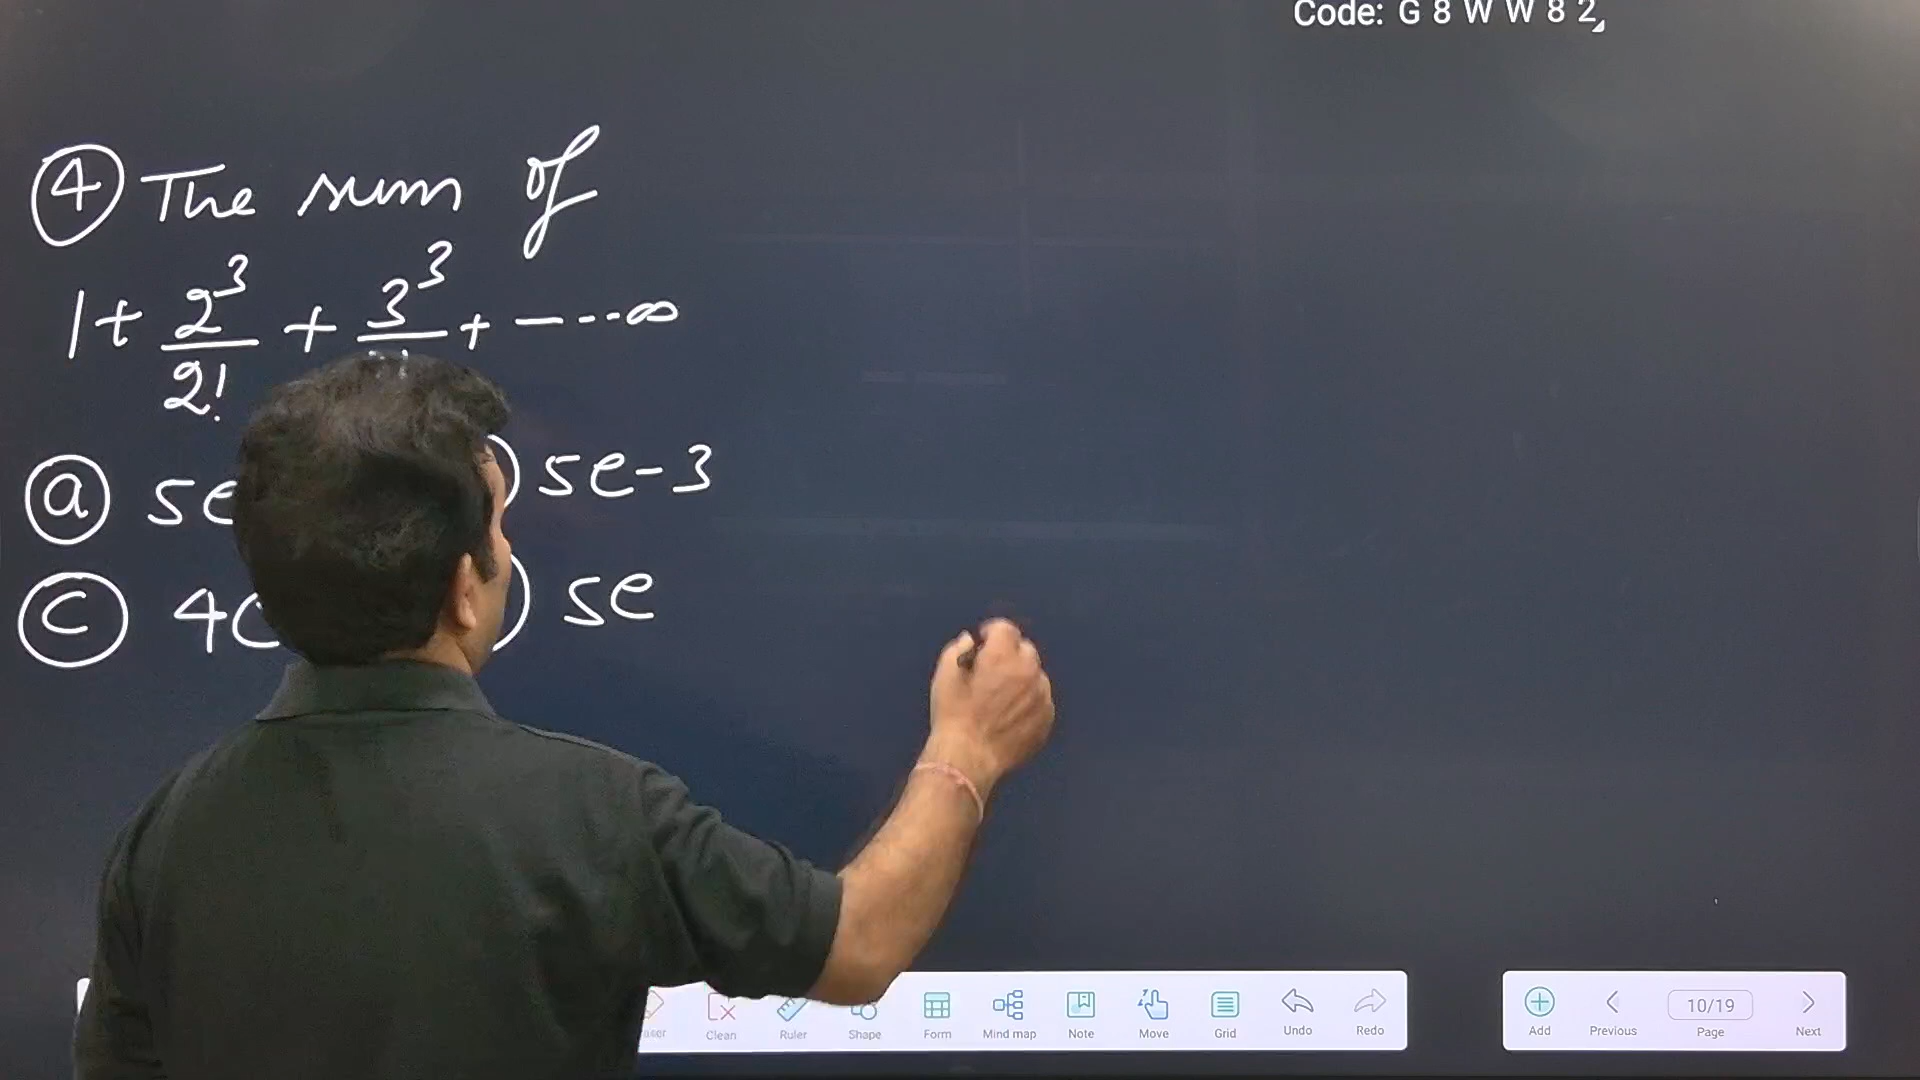 Code: G 8 W W 8 2
④ The sum of
1 + 2³/2! + 3³/ + ----∞
ⓐ 5e
) 5e-3
ⓒ 4
) 5e
aser Clean Ruler Shape Form Mind map Note Move Grid Undo Redo
Add Previous 10/19 Page Next